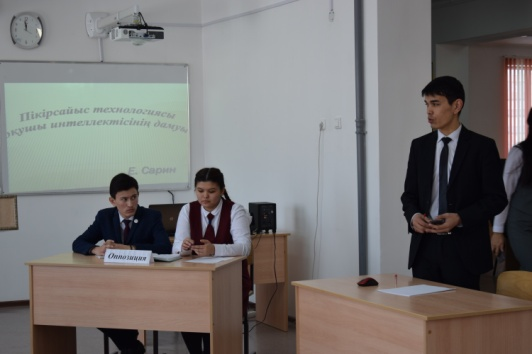 Пікірсайыс технологиясы
оқушы интеллектісінің дамуы
Е. Сарин
Оппозиция